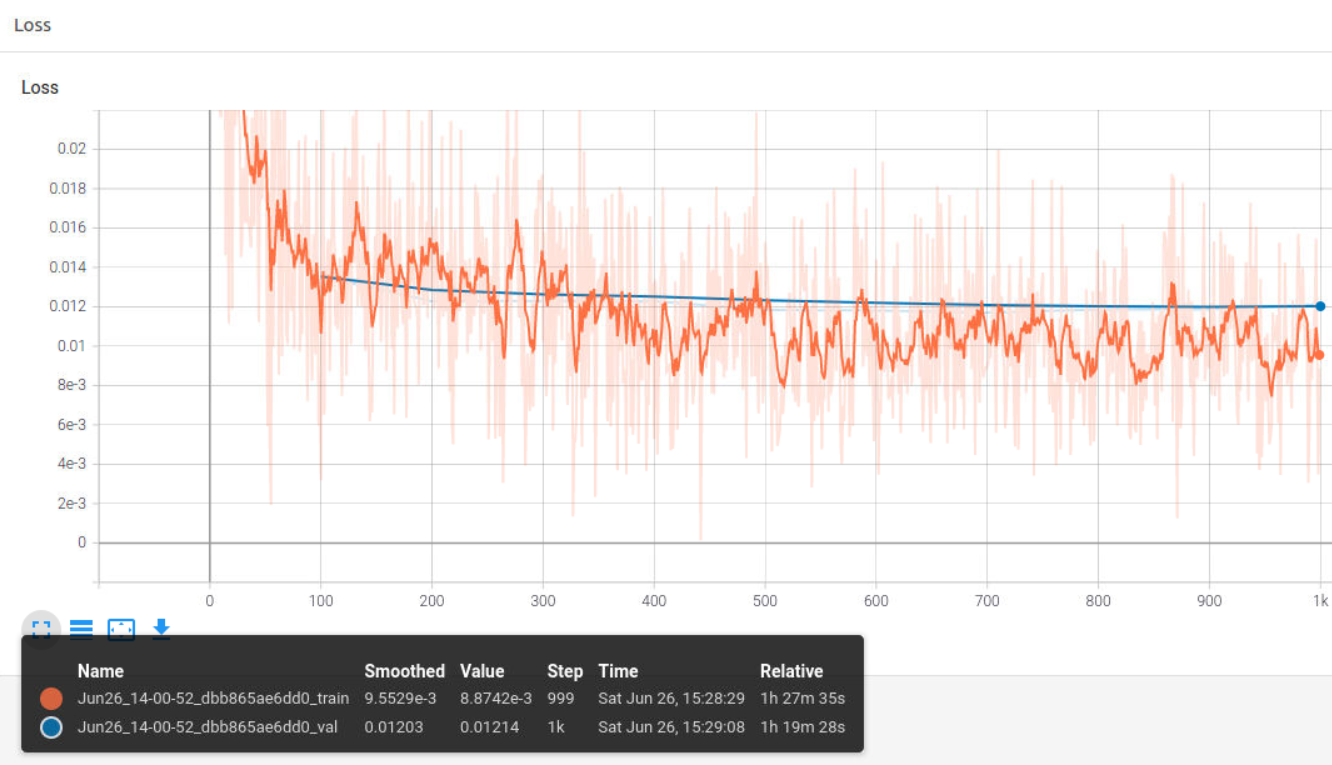 Loss
Loss
0.02
0.018
0.016
0.014
0.012
0.01
8e-3
6e-3
4e-3
2e-3
0
0 100 200 300 400 500 600 700 800 900 1k
Name Smoothed Value Step Time Relative
Jun26_14-00-52_dbb865ae6dd0_train 9.5529e-3 8.8742e-3 999 Sat Jun 26, 15:28:29 1h 27m 35s
Jun26_14-00-52_dbb865ae6dd0_val 0.01203 0.01214 1k Sat Jun 26, 15:29:08 1h 19m 28s